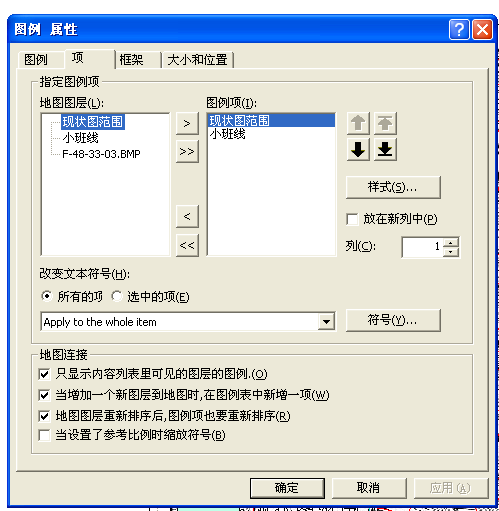 图例 属性
图例 项 框架 大小和位置
指定图例项
地图图层(L): 图例项(I):
现状图范围 > 现状图范围
小班线 小班线
F-48-33-03.BMP >>
样式(S)...
< 放在新列中(P)
<< 列(C): 1
改变文本符号(H):
所有的项 选中的项(E)
Apply to the whole item 符号(Y)...
地图连接
只显示内容列表里可见的图层的图例.(O)
当增加一个新图层到地图时,在图例表中新增一项(W)
地图图层重新排序后,图例项也要重新排序(R)
当设置了参考比例时缩放符号(B)
确定 取消 应用(A)